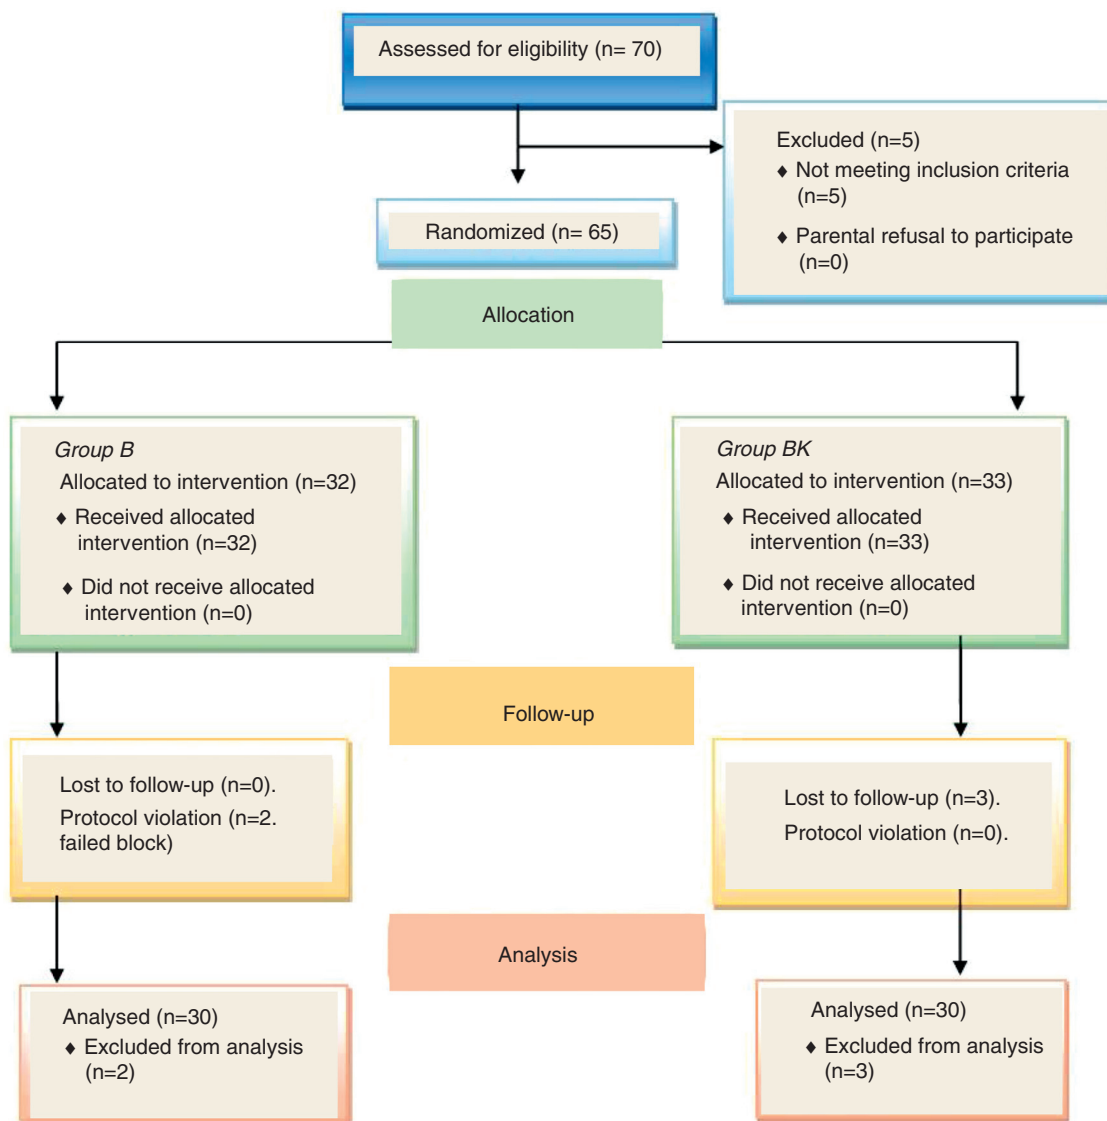 Assessed for eligibility (n= 70)
Excluded (n=5)
♦ Not meeting inclusion criteria
(n=5)
♦ Parental refusal to participate
(n=0)
Randomized (n= 65)
Allocation
Group B
Allocated to intervention (n=32)
♦ Received allocated
intervention (n=32)
♦ Did not receive allocated
intervention (n=0)
Group BK
Allocated to intervention (n=33)
♦ Received allocated
intervention (n=33)
♦ Did not receive allocated
intervention (n=0)
Follow-up
Lost to follow-up (n=0).
Protocol violation (n=2.
failed block)
Lost to follow-up (n=3).
Protocol violation (n=0).
Analysis
Analysed (n=30)
♦ Excluded from analysis
(n=2)
Analysed (n=30)
♦ Excluded from analysis
(n=3)